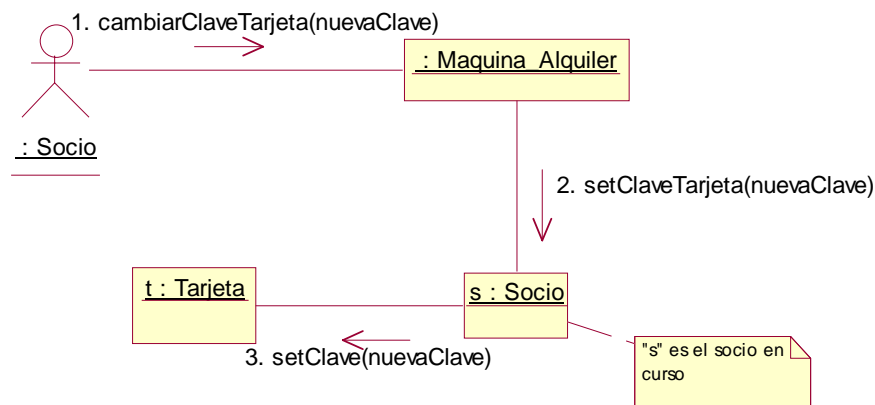 1. cambiarClaveTarjeta(nuevaClave)
: Maquina_Alquiler
: Socio
2. setClaveTarjeta(nuevaClave)
t : Tarjeta
s : Socio
3. setClave(nuevaClave)
"s" es el socio en
curso